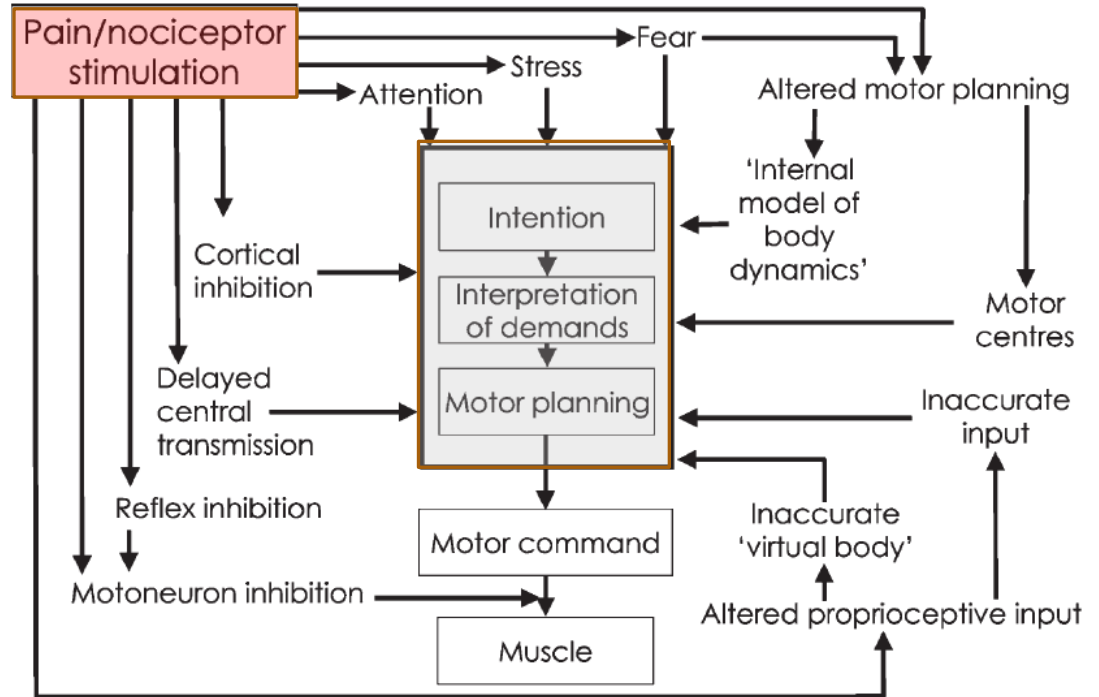 Pain/nociceptor
stimulation
Fear
Stress
Attention
Altered motor planning
'Internal
model of
body
dynamics'
Intention
Cortical
inhibition
Interpretation
of demands
Motor
centres
Delayed
central
transmission
Motor planning
Inaccurate
input
Reflex inhibition
Inaccurate
'virtual body'
Motor command
Motoneuron inhibition
Altered proprioceptive input
Muscle